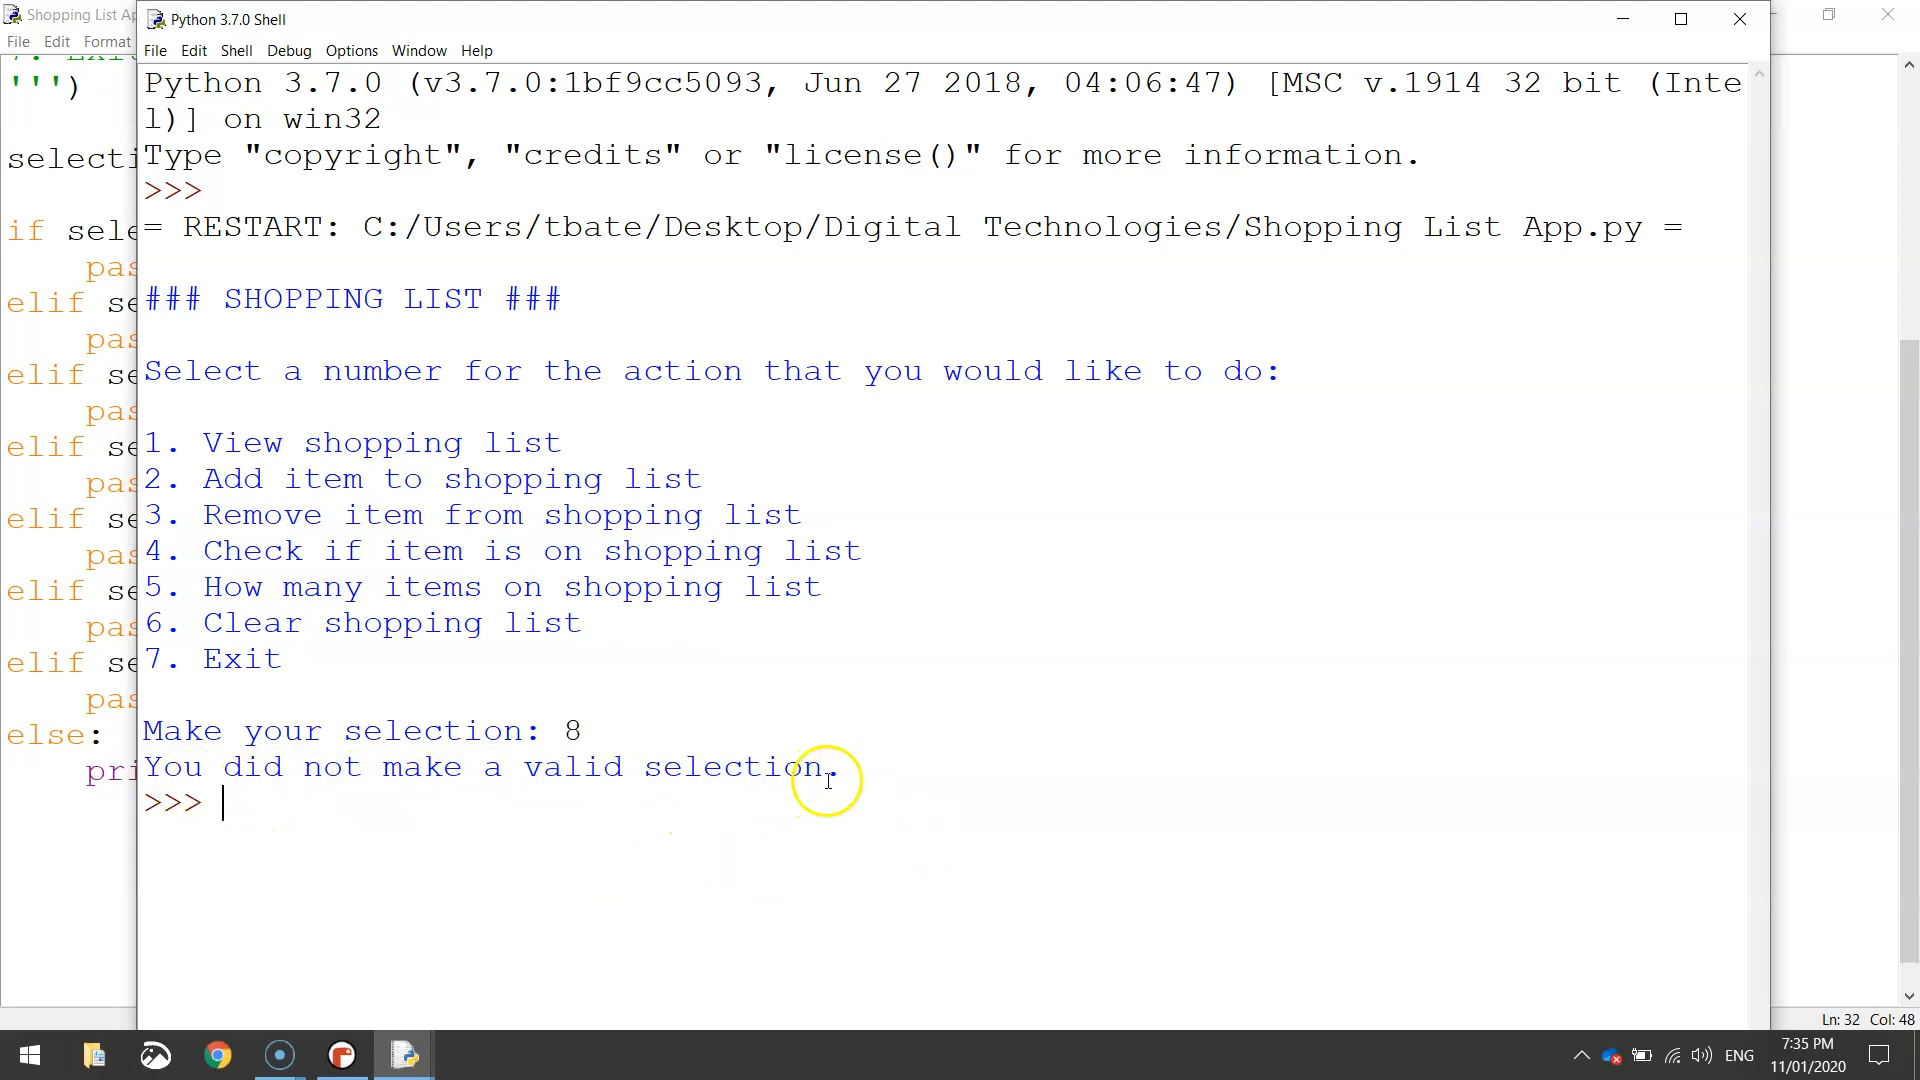 Shopping List Ap
File Edit Format
''')
selecti
if sele
pas
elif se
pas
elif se
pas
elif se
pas
elif se
pas
elif se
pas
elif se
pas
else:
pri
Python 3.7.0 Shell
File Edit Shell Debug Options Window Help
Python 3.7.0 (v3.7.0:1bf9cc5093, Jun 27 2018, 04:06:47) [MSC v.1914 32 bit (Inte
l)] on win32
Type "copyright", "credits" or "license()" for more information.
>>>
= RESTART: C:/Users/tbate/Desktop/Digital Technologies/Shopping List App.py =
### SHOPPING LIST ###
Select a number for the action that you would like to do:
1. View shopping list
2. Add item to shopping list
3. Remove item from shopping list
4. Check if item is on shopping list
5. How many items on shopping list
6. Clear shopping list
7. Exit
Make your selection: 8
You did not make a valid selection.
>>>
Ln: 32 Col: 48
ENG
7:35 PM
11/01/2020